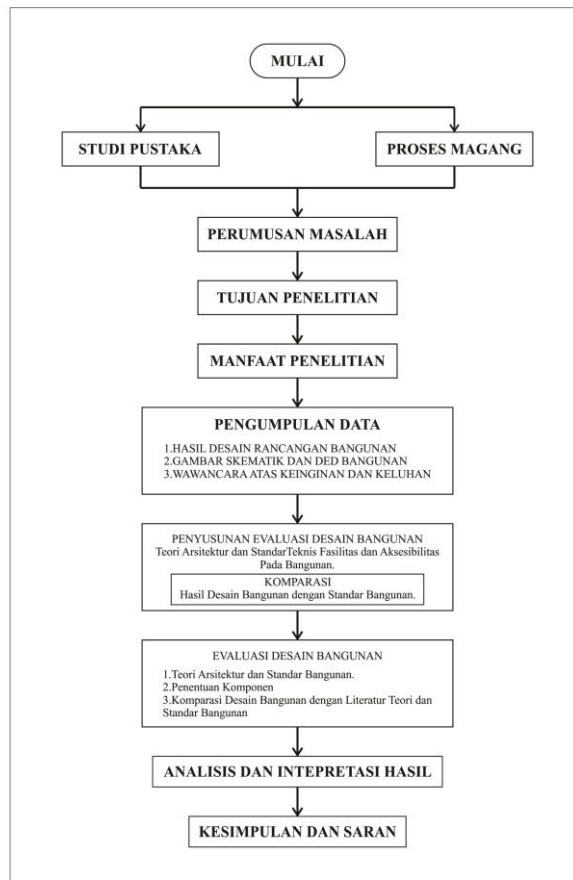 MULAI
STUDI PUSTAKA
PROSES MAGANG
PERUMUSAN MASALAH
TUJUAN PENELITIAN
MANFAAT PENELITIAN
PENGUMPULAN DATA
1.HASIL DESAIN RANCANGAN BANGUNAN
2.GAMBAR SKEMATIK DAN DED BANGUNAN
3.WAWANCARA ATAS KEINGINAN DAN KELUHAN
PENYUSUNAN EVALUASI DESAIN BANGUNAN
Teori Arsitektur dan StandarTeknis Fasilitas dan Aksesibilitas
Pada Bangunan.
KOMPARASI
Hasil Desain Bangunan dengan Standar Bangunan.
EVALUASI DESAIN BANGUNAN
1.Teori Arsitektur dan Standar Bangunan.
2.Penentuan Komponen
3.Komparasi Desain Bangunan dengan Literatur Teori dan
Standar Bangunan
ANALISIS DAN INTEPRETASI HASIL
KESIMPULAN DAN SARAN